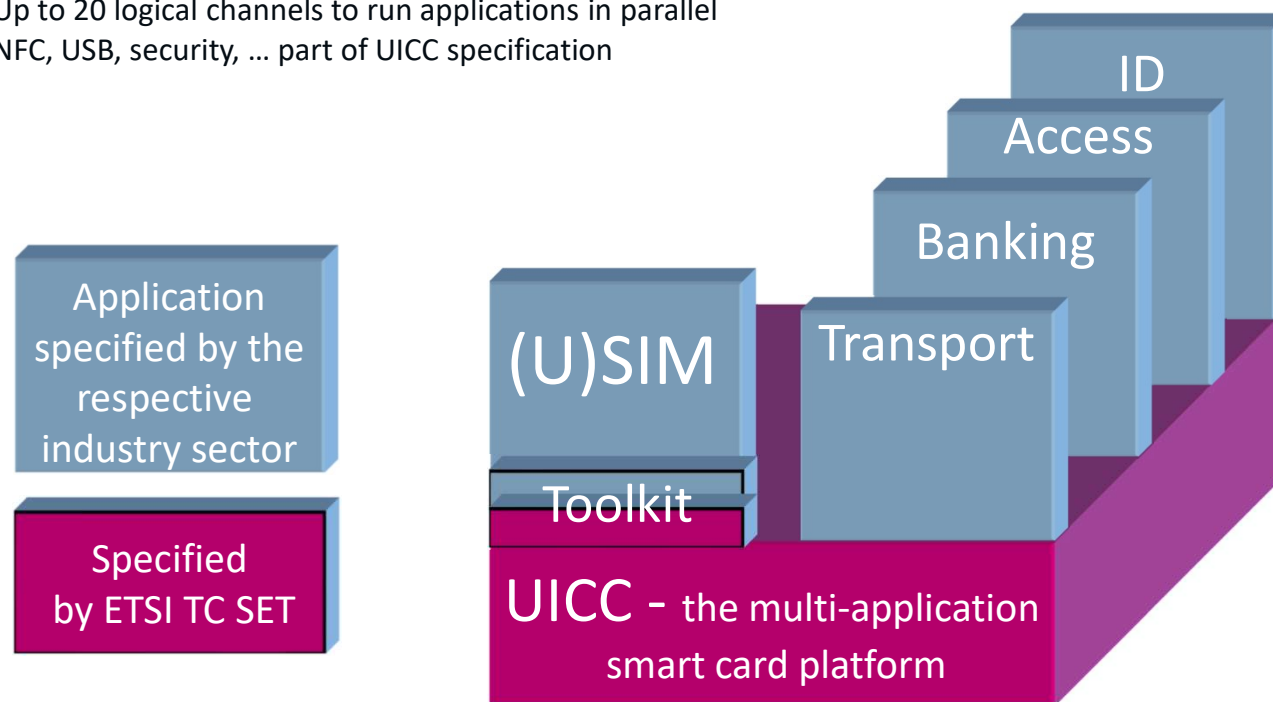 Up to 20 logical channels to run applications in parallel
NFC, USB, security, … part of UICC specification
ID
Access
Banking
Transport
(U)SIM
Toolkit
UICC - the multi-application
smart card platform
Application
specified by the
respective
industry sector
Specified
by ETSI TC SET